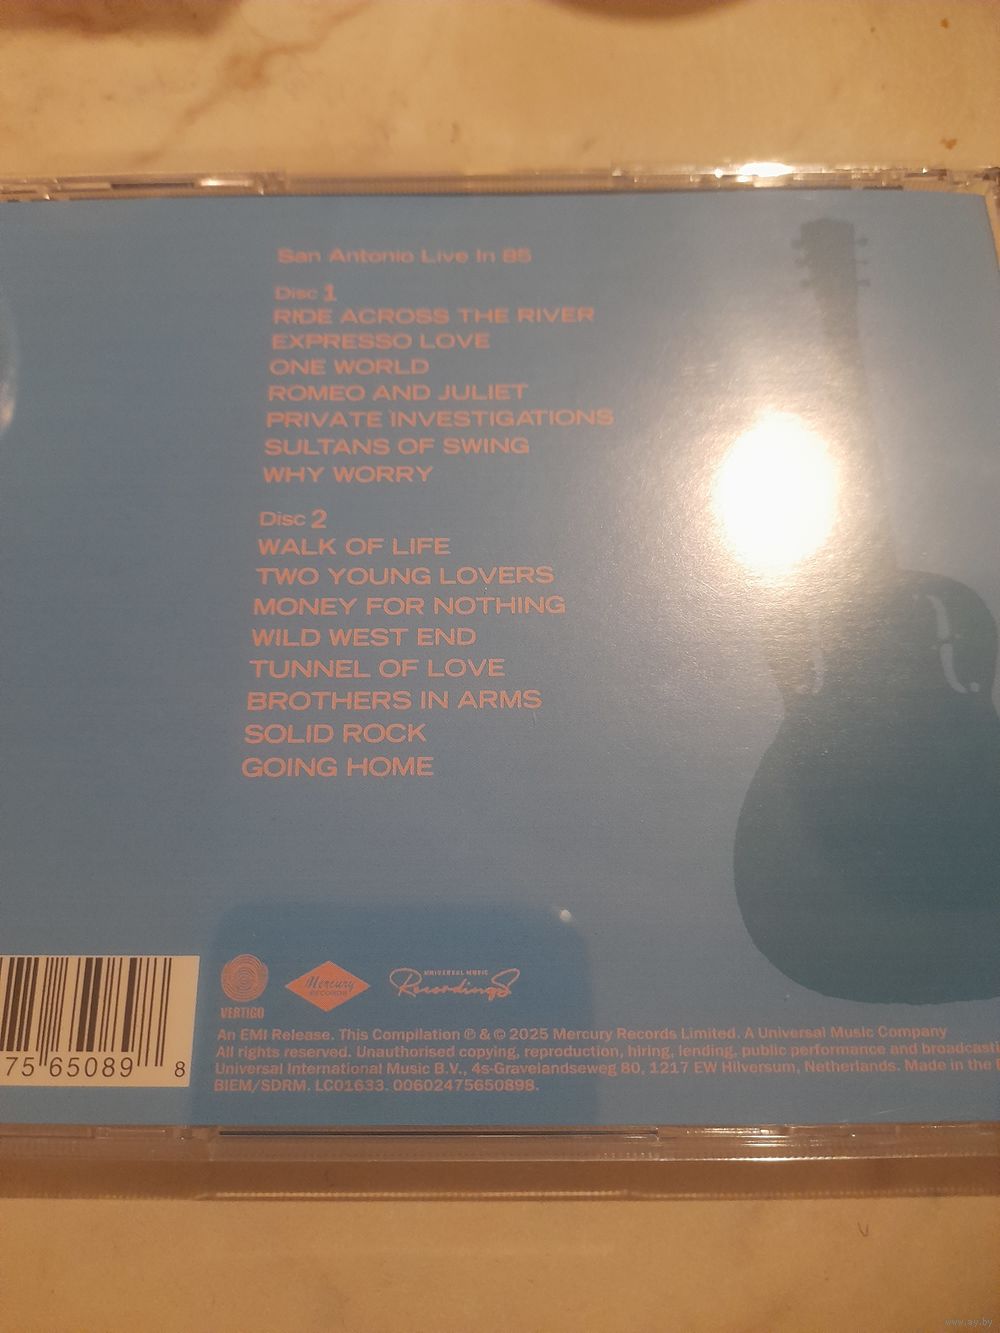 San Antonio Live In 85
Disc 1
RIDE ACROSS THE RIVER
EXPRESSO LOVE
ONE WORLD
ROMEO AND JULIET
PRIVATE INVESTIGATIONS
SULTANS OF SWING
WHY WORRY
Disc 2
WALK OF LIFE
TWO YOUNG LOVERS
MONEY FOR NOTHING
WILD WEST END
TUNNEL OF LOVE
BROTHERS IN ARMS
SOLID ROCK
GOING HOME
75 65089 8
VERTIGO
Mercury
RECORDS
UNIVERSAL MUSIC
Recordings
An EMI Release. This Compilation ℗ & © 2025 Mercury Records Limited. A Universal Music Company
All rights reserved. Unauthorised copying, reproduction, hiring, lending, public performance and broadcasti
Universal International Music B.V., 4s-Gravelandseweg 80, 1217 EW Hilversum, Netherlands. Made in the
BIEM/SDRM. LC01633. 00602475650898.
www.ay.by